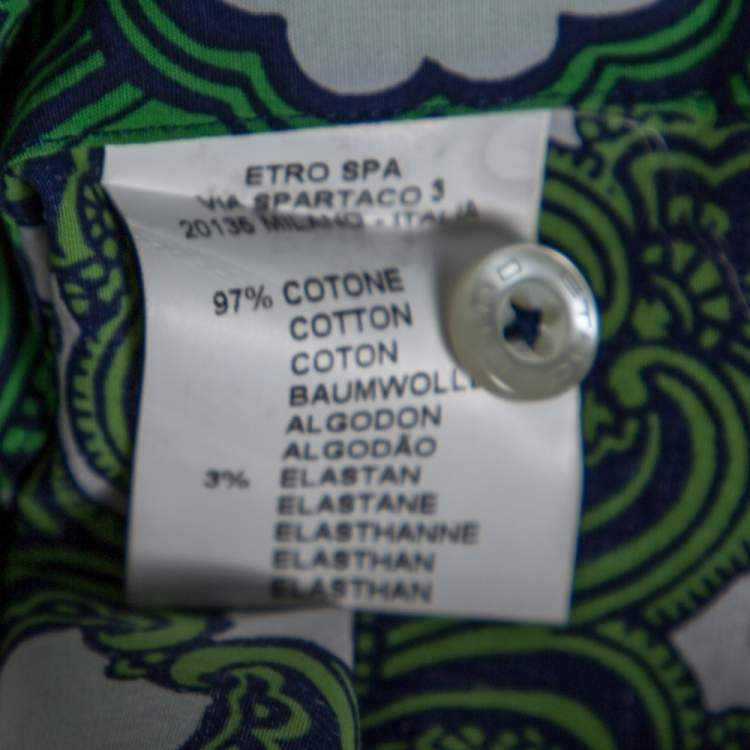 ETRO SPA
VIA SPARTACO 3
20136 MILANO - ITALIA
97% COTONE
COTTON
COTON
BAUMWOLL
ALGODON
ALGODÃO
3% ELASTAN
ELASTANE
ELASTHANNE
ELASTHAN
ELASTHAN